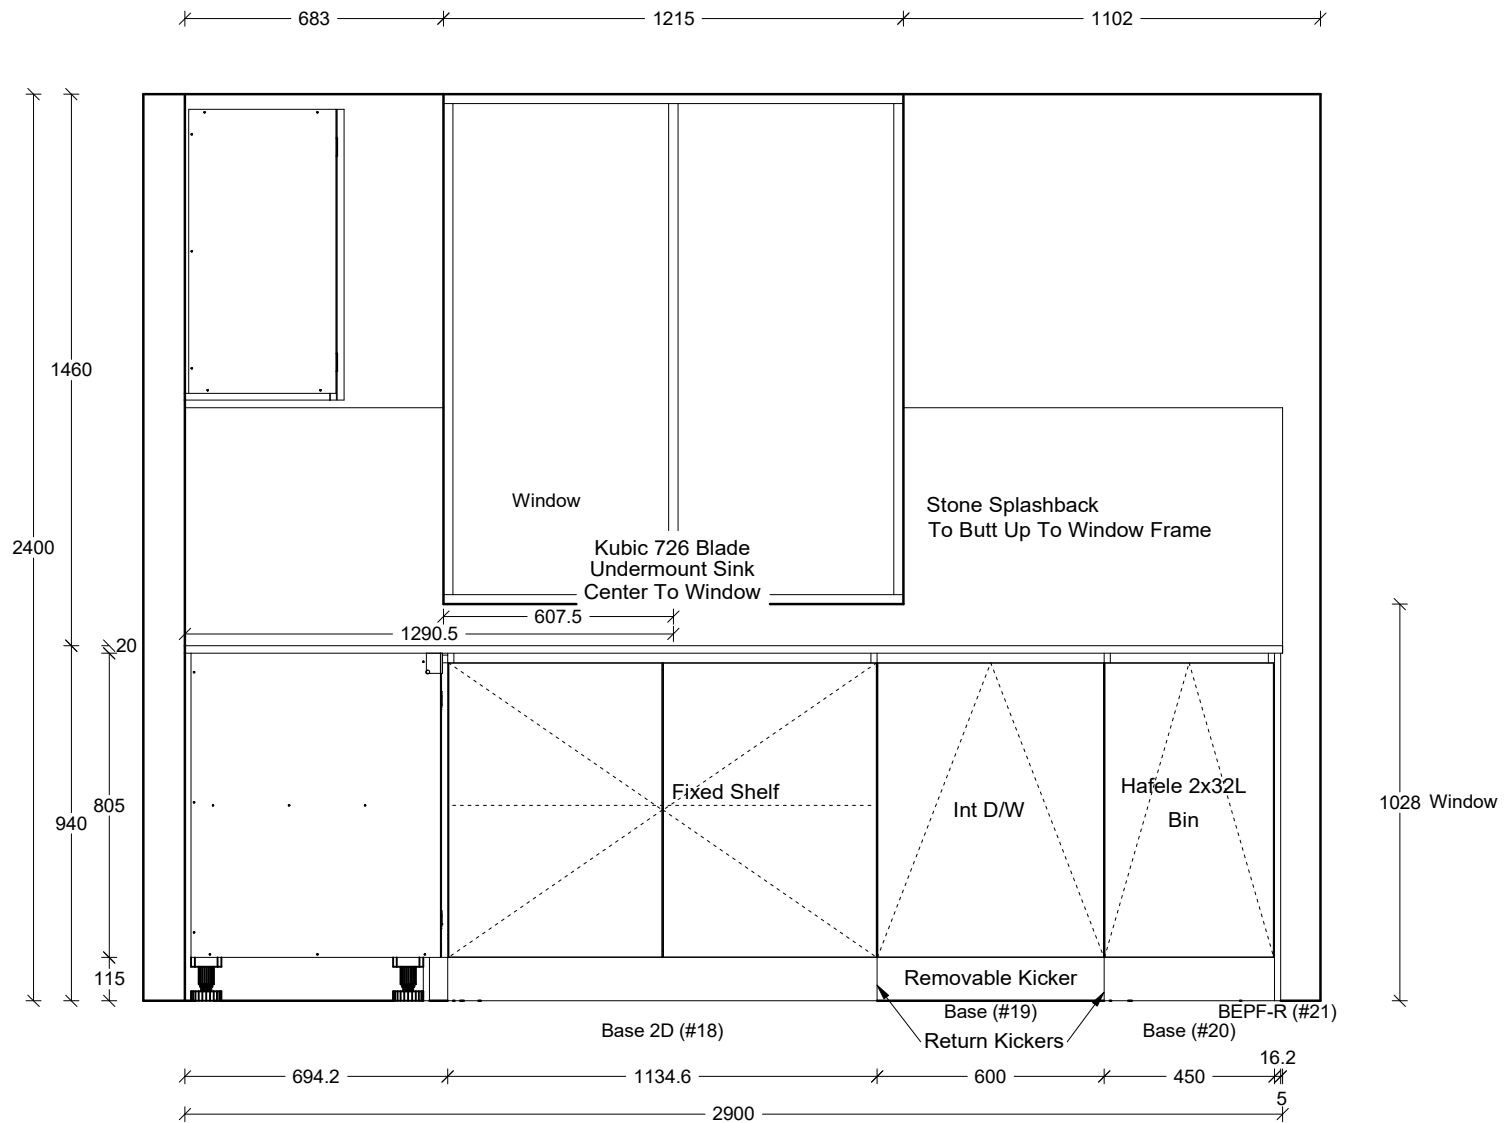 683
1215
1102
2400
1460
Window
Stone Splashback
To Butt Up To Window Frame
Kubic 726 Blade
Undermount Sink
Center To Window
607.5
1290.5
20
940
805
115
Fixed Shelf
Int D/W
Hafele 2x32L
Bin
1028 Window
Removable Kicker
Base 2D (#18)
Base (#19)
Return Kickers
Base (#20)
BEPF-R (#21)
694.2
1134.6
600
450
16.2
5
2900